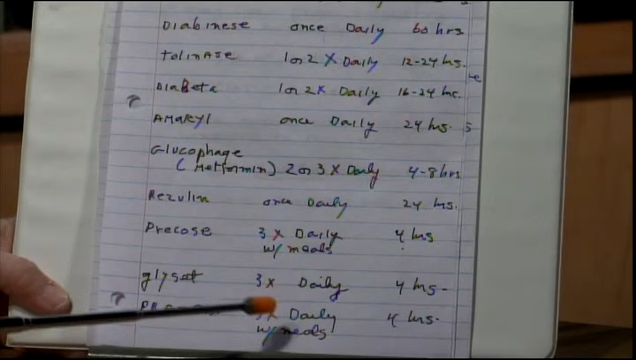 Diabinese once Daily 60 hrs
Tolinase 1 or 2 x Daily 12-24 hrs.
DiaBeta 1 or 2x Daily 16-24 hrs.
AMARyl once Daily 24 hrs.
Glucophage
(Metformin) 2 or 3 x Daily 4-8 hrs
Rezulin once Daily 24 hrs.
Precose 3 x Daily 4 hrs
w/ meals
glyset 3x Daily 4 hrs.
x Daily 4 hrs.
w/ meals